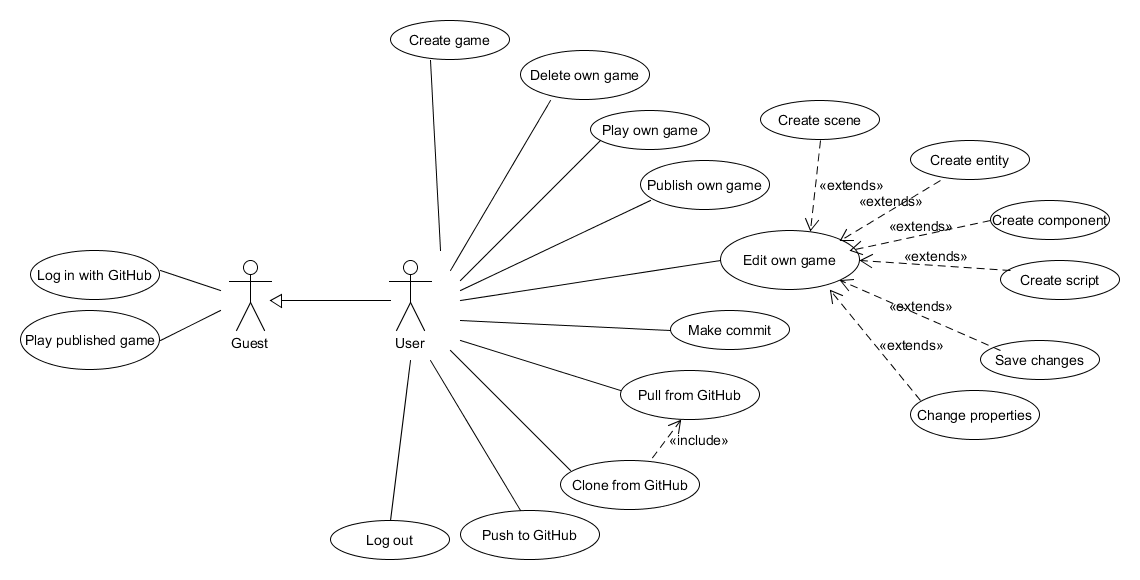 Create game
Delete own game
Play own game
Create scene
Create entity
Publish own game
«extends»
«extends»
Create component
«extends»
Edit own game
«extends»
Log in with GitHub
Create script
«extends»
Make commit
Play published game
Guest
User
«extends»
Save changes
Pull from GitHub
Change properties
«include»
Clone from GitHub
Push to GitHub
Log out